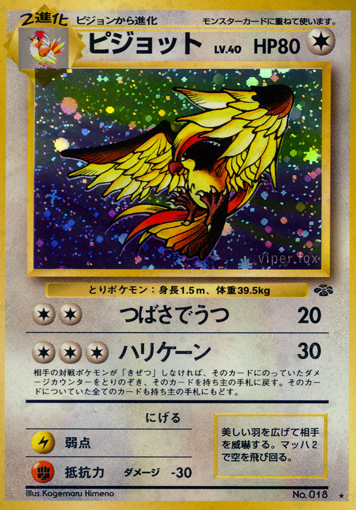 2進化 ピジョンから進化 モンスターカードに重ねて使います。
ピジョット LV.40 HP80
viper.fox
とりポケモン：身長1.5m、体重39.5kg
つばさでうつ 20
ハリケーン 30
相手の対戦ポケモンが「きぜつ」しなければ、そのカードにのっていたダメ
ージカウンターをとりのぞき、そのカードを持ち主の手札に戻す。そのカー
ドについていた全てのカードも持ち主の手札にもどす。
にげる
弱点
抵抗力 ダメージ -30
美しい羽を広げて相手
を威嚇する。マッハ2
で空を飛び回る。
Illus.Kagemaru Himeno No.018